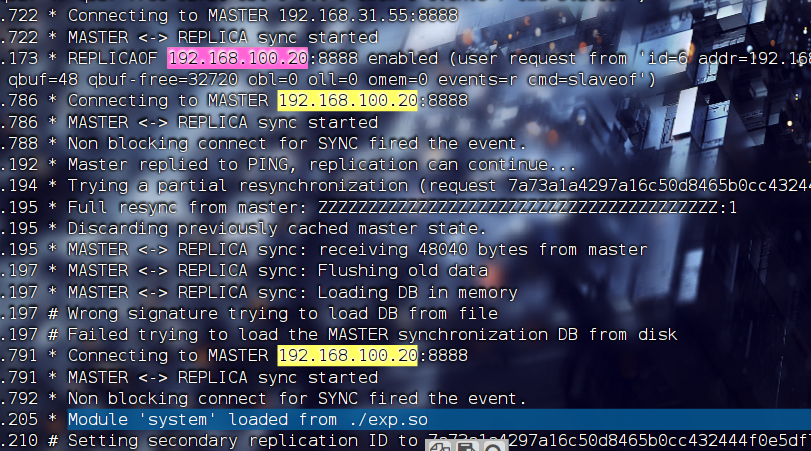 .722 * Connecting to MASTER 192.168.31.55:8888
.722 * MASTER <-> REPLICA sync started
.173 * REPLICAOF 192.168.100.20:8888 enabled (user request from 'id=6 addr=192.168
qbuf=48 qbuf-free=32720 obl=0 oll=0 omem=0 events=r cmd=slaveof')
.786 * Connecting to MASTER 192.168.100.20:8888
.786 * MASTER <-> REPLICA sync started
.788 * Non blocking connect for SYNC fired the event.
.192 * Master replied to PING, replication can continue...
.194 * Trying a partial resynchronization (request 7a73a1a4297a16c50d8465b0cc43244
.195 * Full resync from master: ZZZZZZZZZZZZZZZZZZZZZZZZZZZZZZZZZZZZZZZZ:1
.195 * Discarding previously cached master state.
.195 * MASTER <-> REPLICA sync: receiving 48040 bytes from master
.197 * MASTER <-> REPLICA sync: Flushing old data
.197 * MASTER <-> REPLICA sync: Loading DB in memory
.197 # Wrong signature trying to load DB from file
.197 # Failed trying to load the MASTER synchronization DB from disk
.791 * Connecting to MASTER 192.168.100.20:8888
.791 * MASTER <-> REPLICA sync started
.792 * Non blocking connect for SYNC fired the event.
.205 * Module 'system' loaded from ./exp.so
.210 # Setting secondary replication ID to 7a73a1a4297a16c50d8465b0cc432444f0e5df